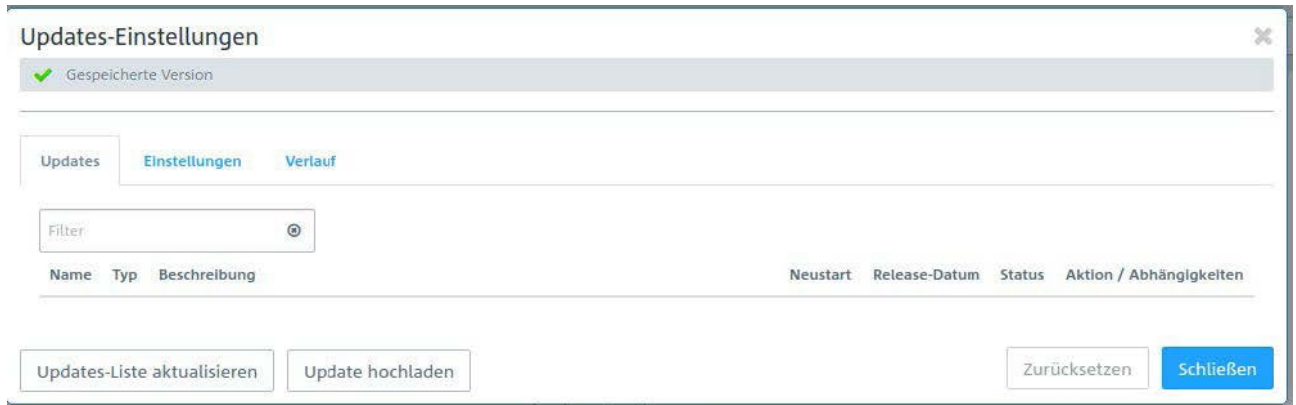 Updates-Einstellungen
Gespeicherte Version
Updates Einstellungen Verlauf
Filter
Name Typ Beschreibung Neustart Release-Datum Status Aktion / Abhängigkeiten
Updates-Liste aktualisieren Update hochladen Zurücksetzen Schließen